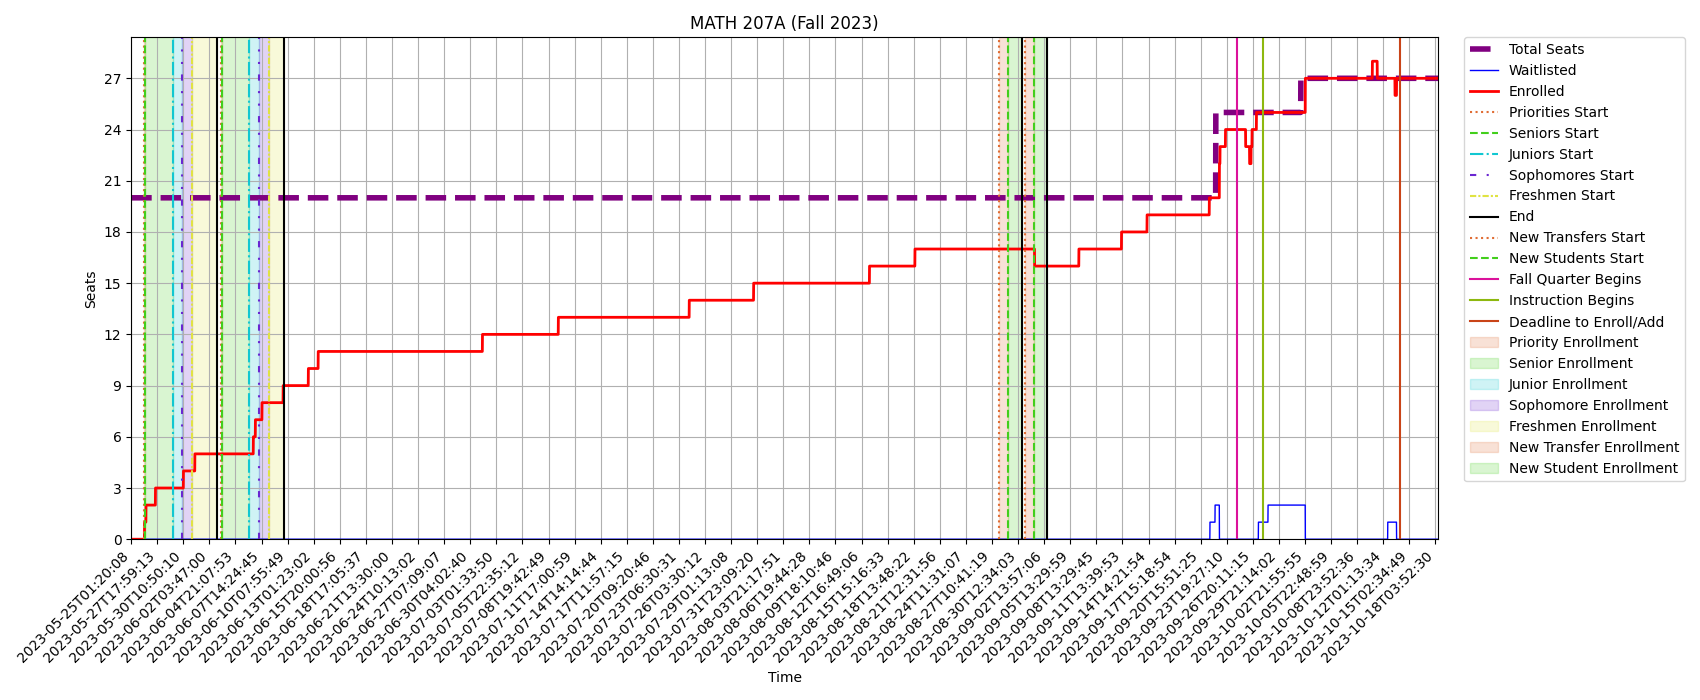 MATH 207A (Fall 2023)
Seats
27
24
21
18
15
12
9
6
3
0
2023-05-25T01:20:08
2023-05-27T17:59:13
2023-05-30T10:50:10
2023-06-02T03:47:00
2023-06-04T21:07:53
2023-06-07T14:24:45
2023-06-10T07:55:49
2023-06-13T01:23:02
2023-06-15T20:00:56
2023-06-18T17:05:37
2023-06-21T13:30:00
2023-06-24T10:13:02
2023-06-27T07:09:07
2023-06-30T04:02:40
2023-07-03T01:33:50
2023-07-05T22:35:12
2023-07-08T19:42:49
2023-07-11T17:00:59
2023-07-14T14:14:44
2023-07-17T11:57:15
2023-07-20T09:20:46
2023-07-23T06:30:31
2023-07-26T03:30:12
2023-07-29T01:13:08
2023-07-31T23:09:20
2023-08-03T21:17:51
2023-08-06T19:44:28
2023-08-09T18:10:46
2023-08-12T16:49:06
2023-08-15T15:16:33
2023-08-18T13:48:22
2023-08-21T12:31:56
2023-08-24T11:31:07
2023-08-27T10:41:19
2023-08-30T12:34:03
2023-09-02T13:57:06
2023-09-05T13:29:59
2023-09-08T13:29:45
2023-09-11T13:39:53
2023-09-14T14:21:54
2023-09-17T15:18:54
2023-09-20T15:51:25
2023-09-23T19:27:10
2023-09-26T20:11:15
2023-09-29T21:14:02
2023-10-02T21:55:55
2023-10-05T22:48:59
2023-10-08T23:52:36
2023-10-12T01:13:34
2023-10-15T02:34:49
2023-10-18T03:52:30
Time
Total Seats
Waitlisted
Enrolled
Priorities Start
Seniors Start
Juniors Start
Sophomores Start
Freshmen Start
End
New Transfers Start
New Students Start
Fall Quarter Begins
Instruction Begins
Deadline to Enroll/Add
Priority Enrollment
Senior Enrollment
Junior Enrollment
Sophomore Enrollment
Freshmen Enrollment
New Transfer Enrollment
New Student Enrollment